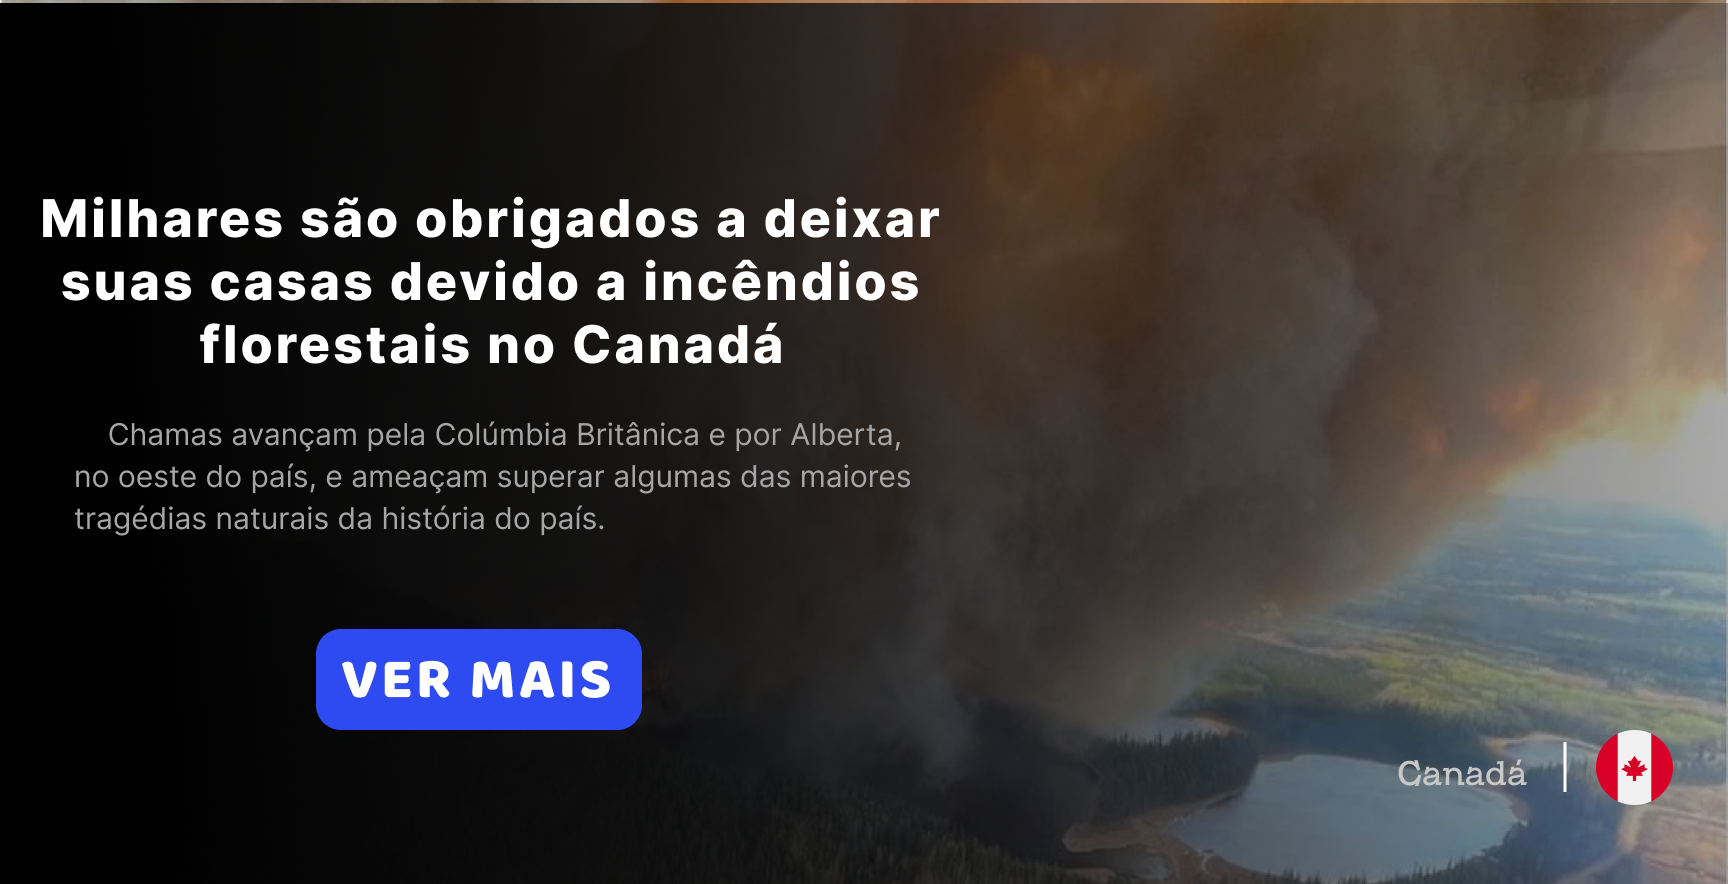 Milhares são obrigados a deixar
suas casas devido a incêndios
florestais no Canadá
Chamas avançam pela Colúmbia Britânica e por Alberta,
no oeste do país, e ameaçam superar algumas das maiores
tragédias naturais da história do país.
VER MAIS
Canadá